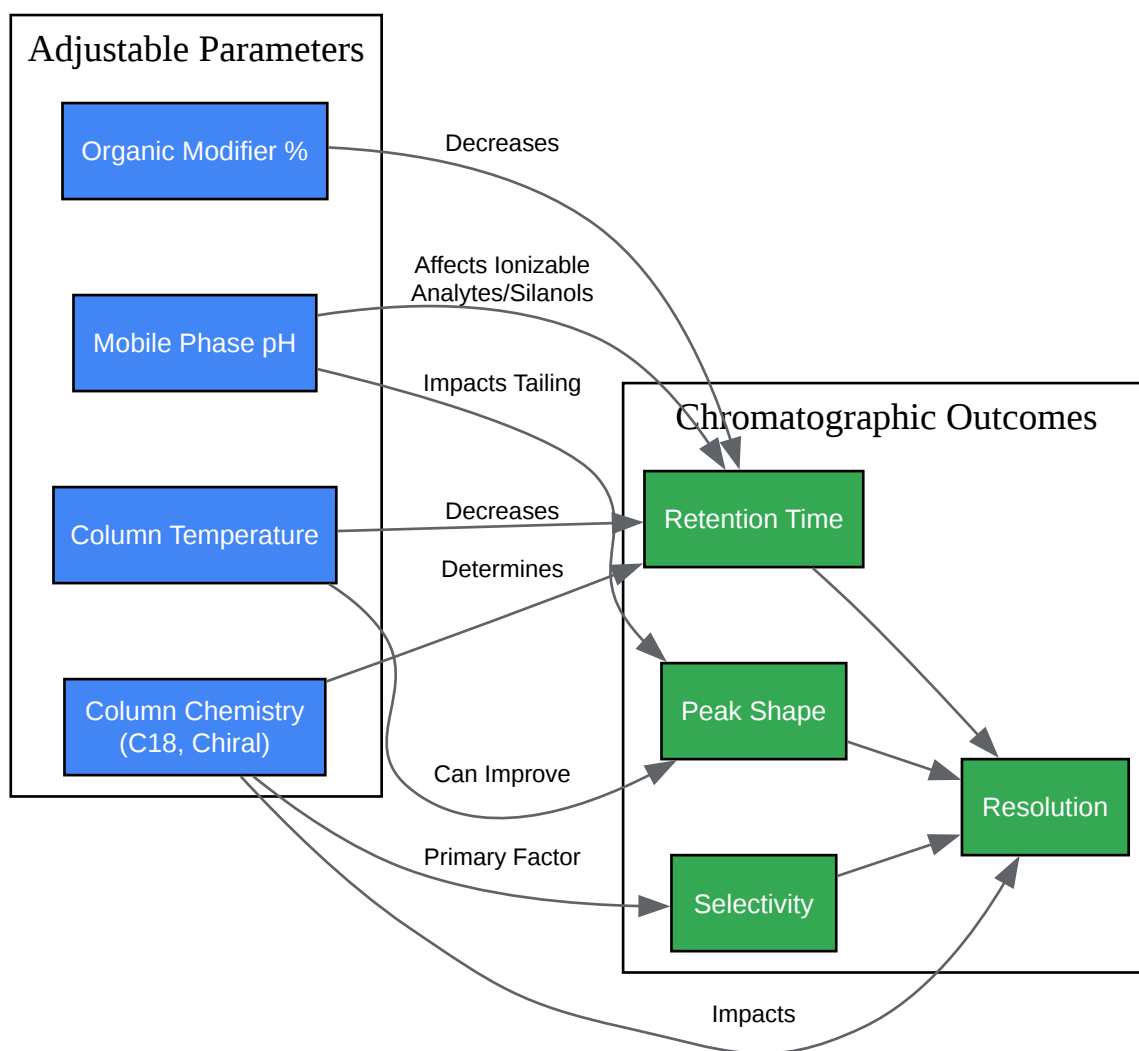 Adjustable Parameters
Organic Modifier %
Decreases
Affects Ionizable
Analytes/Silanols
Mobile Phase pH
Impacts Tailing
Chromatographic Outcomes
Column Temperature
Decreases
Retention Time
Determines
Column Chemistry
(C18, Chiral)
Peak Shape
Can Improve
Resolution
Primary Factor
Selectivity
Impacts